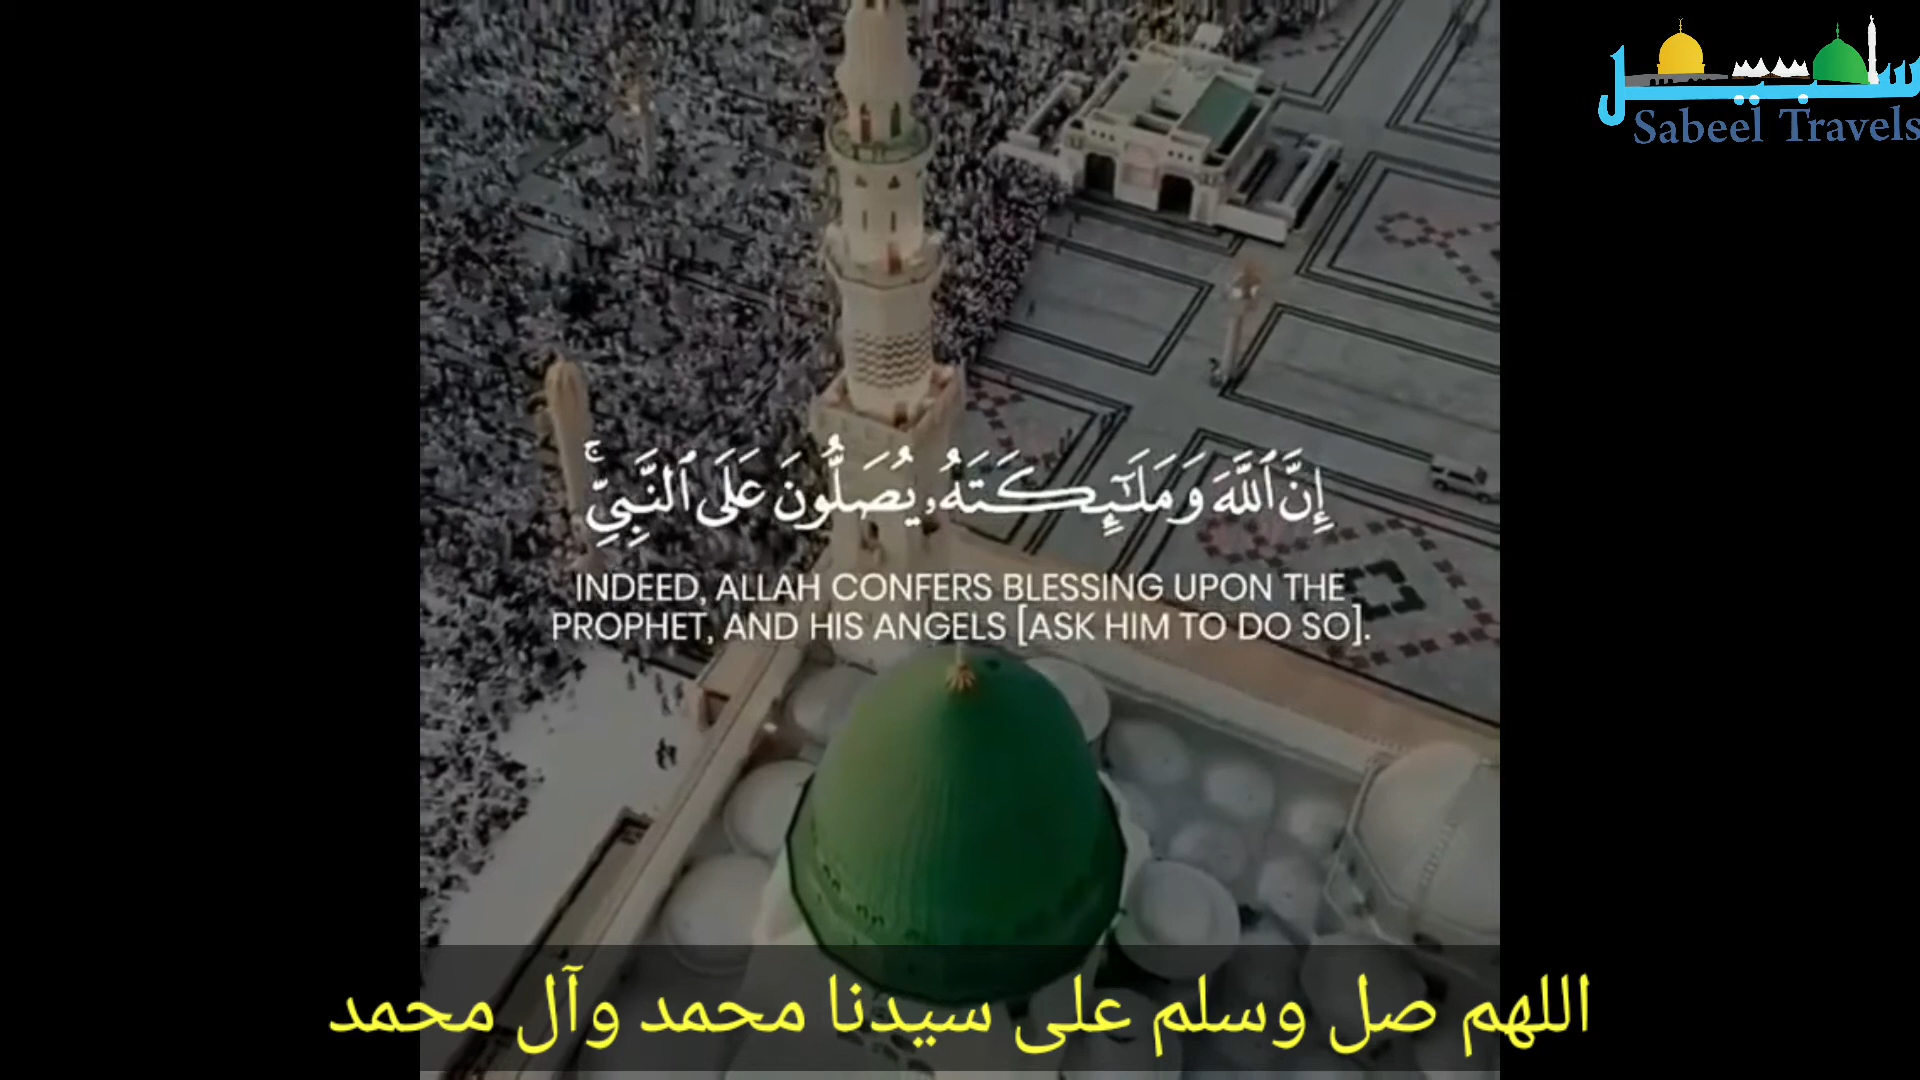 سبيل
Sabeel Travels
إِنَّ ٱللَّهَ وَمَلَٰٓئِكَتَهُۥ يُصَلُّونَ عَلَى ٱلنَّبِيِّۚ
INDEED, ALLAH CONFERS BLESSING UPON THE
PROPHET, AND HIS ANGELS [ASK HIM TO DO SO].
اللهم صل وسلم على سيدنا محمد وآل محمد